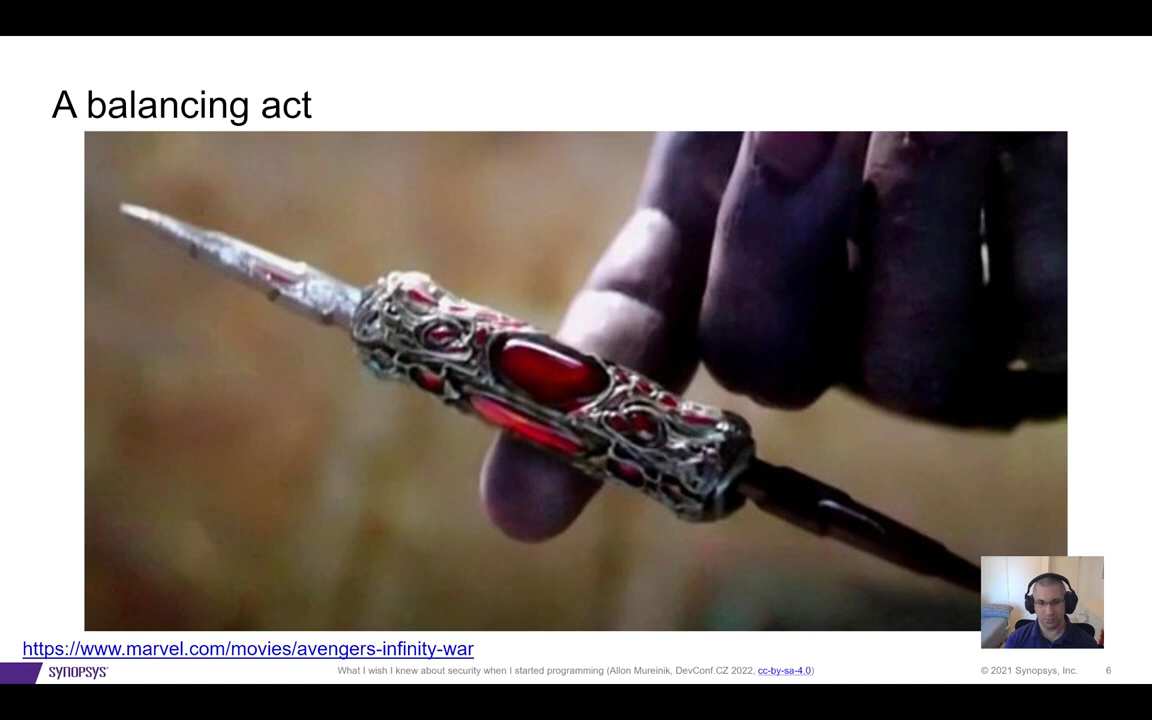 A balancing act
https://www.marvel.com/movies/avengers-infinity-war
SYNOPSYS®
What I wish I knew about security when I started programming (Allon Mureinik, DevConf.CZ 2022, cc-by-sa-4.0)
© 2021 Synopsys, Inc.
6